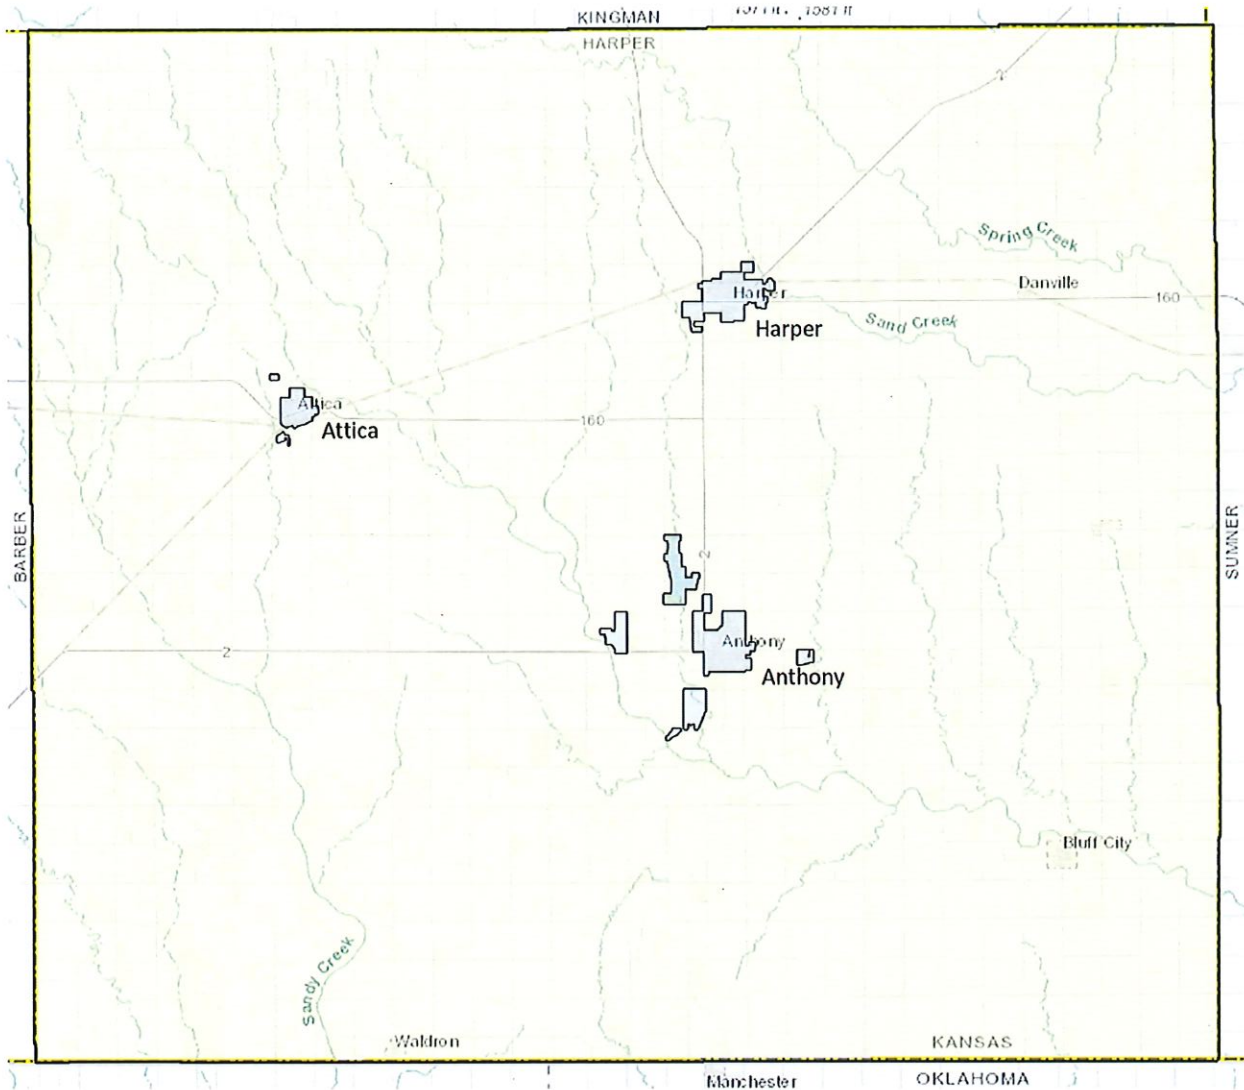 KINGMAN
HARPER
2
Spring Creek
Danville
160
Harper
Harper
Sand Creek
Attica
Attica
160
BARBER
SUMNER
2
Anthony
2
Anthony
Bluff City
Sandy Creek
Waldron
KANSAS
Manchester
OKLAHOMA